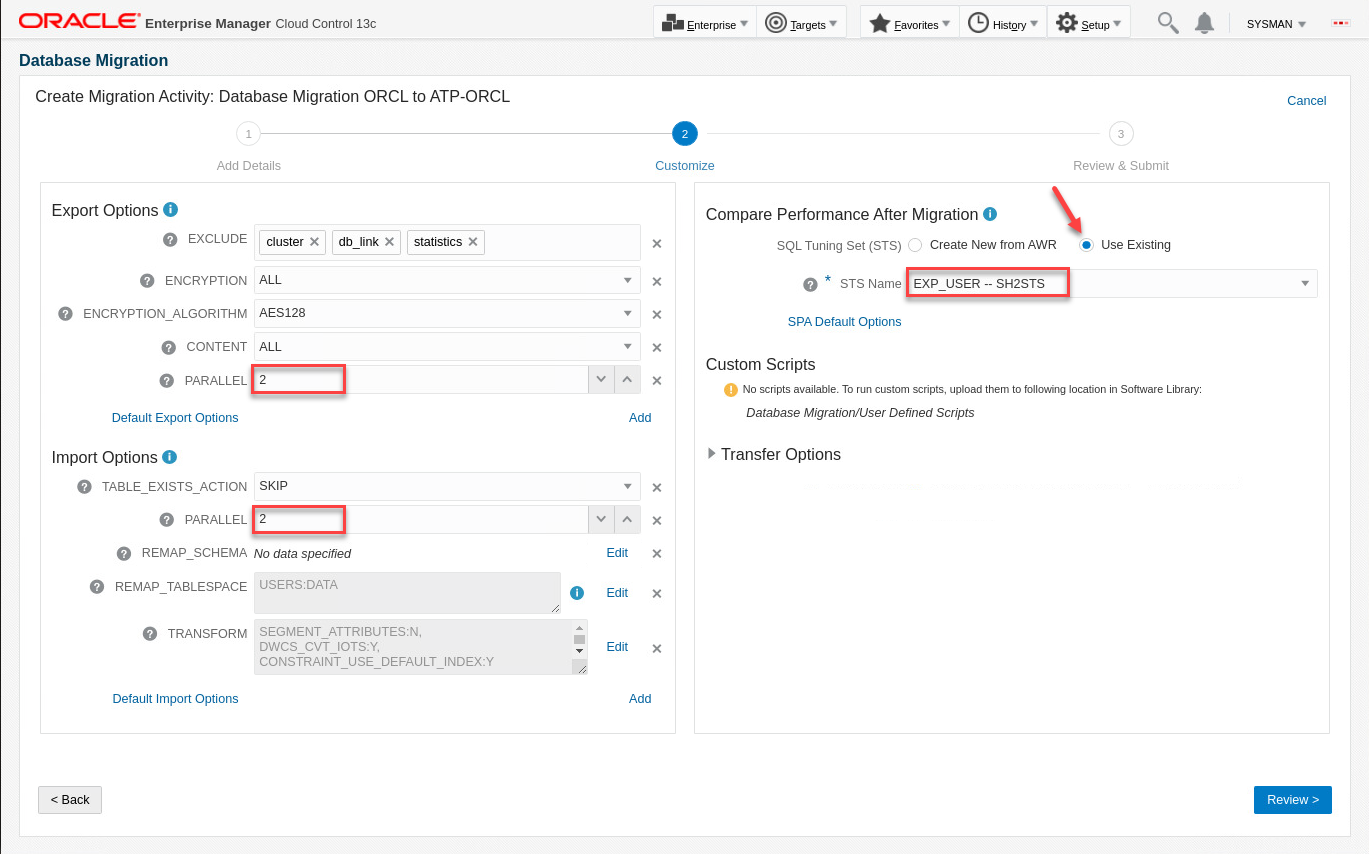 ORACLE Enterprise Manager Cloud Control 13c Enterprise Targets Favorites History Setup SYSMAN
Database Migration
Create Migration Activity: Database Migration ORCL to ATP-ORCL
Cancel
1 2 3
Add Details Customize Review & Submit
Export Options
EXCLUDE cluster db_link statistics
ENCRYPTION ALL
ENCRYPTION_ALGORITHM AES128
CONTENT ALL
PARALLEL 2
Default Export Options Add
Import Options
TABLE_EXISTS_ACTION SKIP
PARALLEL 2
REMAP_SCHEMA No data specified Edit
REMAP_TABLESPACE USERS:DATA Edit
TRANSFORM SEGMENT_ATTRIBUTES:N,
DWCS_CVT_IOTS:Y,
CONSTRAINT_USE_DEFAULT_INDEX:Y
Edit
Default Import Options Add
Compare Performance After Migration
SQL Tuning Set (STS) Create New from AWR Use Existing
* STS Name EXP_USER -- SH2STS
SPA Default Options
Custom Scripts
No scripts available. To run custom scripts, upload them to following location in Software Library:
Database Migration/User Defined Scripts
Transfer Options
< Back Review >